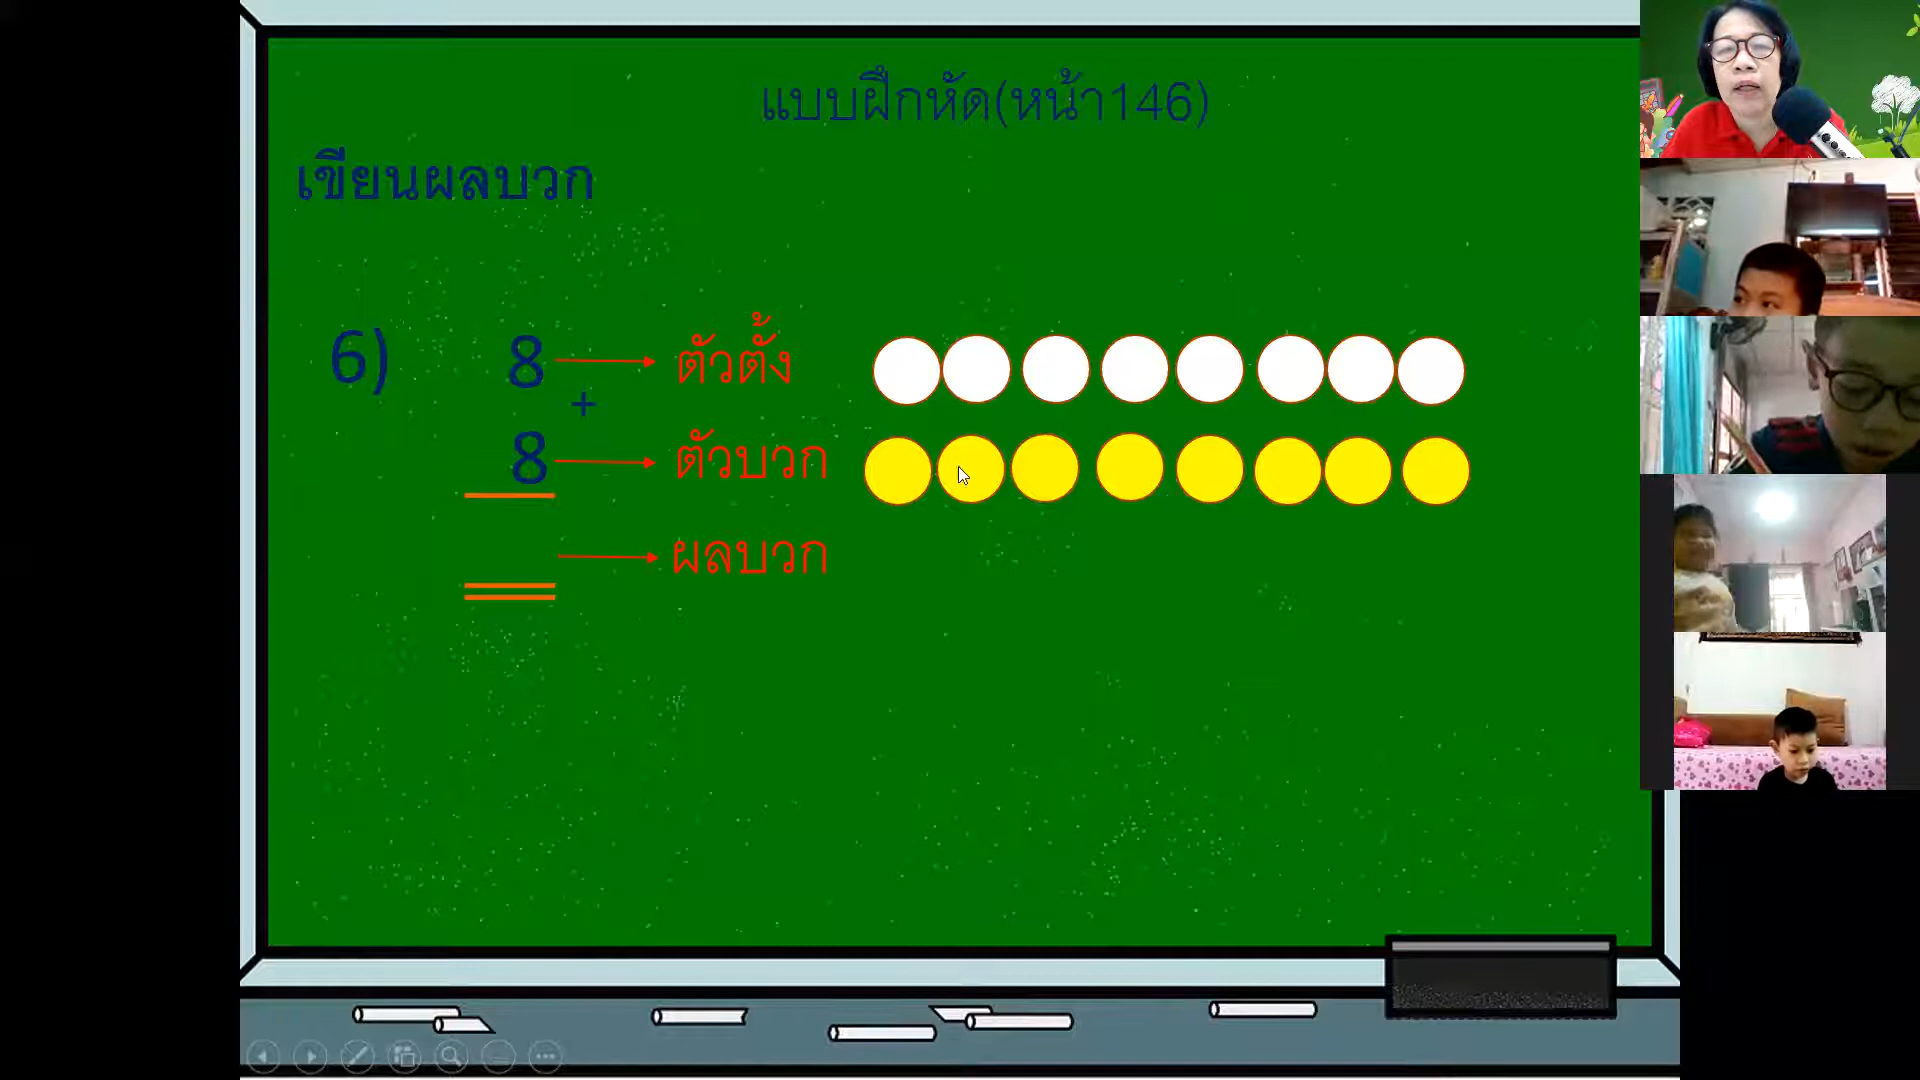 แบบฝึกหัด(หน้า146)
เขียนผลบวก
6) 8 ตัวตั้ง
+
8 ตัวบวก
ผลบวก